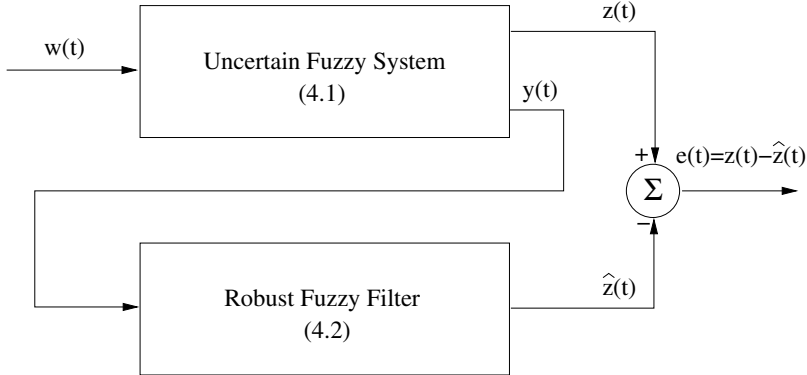 w(t)
Uncertain Fuzzy System
(4.1)
z(t)
y(t)
+
Σ
−
e(t)=z(t)−ẑ(t)
Robust Fuzzy Filter
(4.2)
ẑ(t)